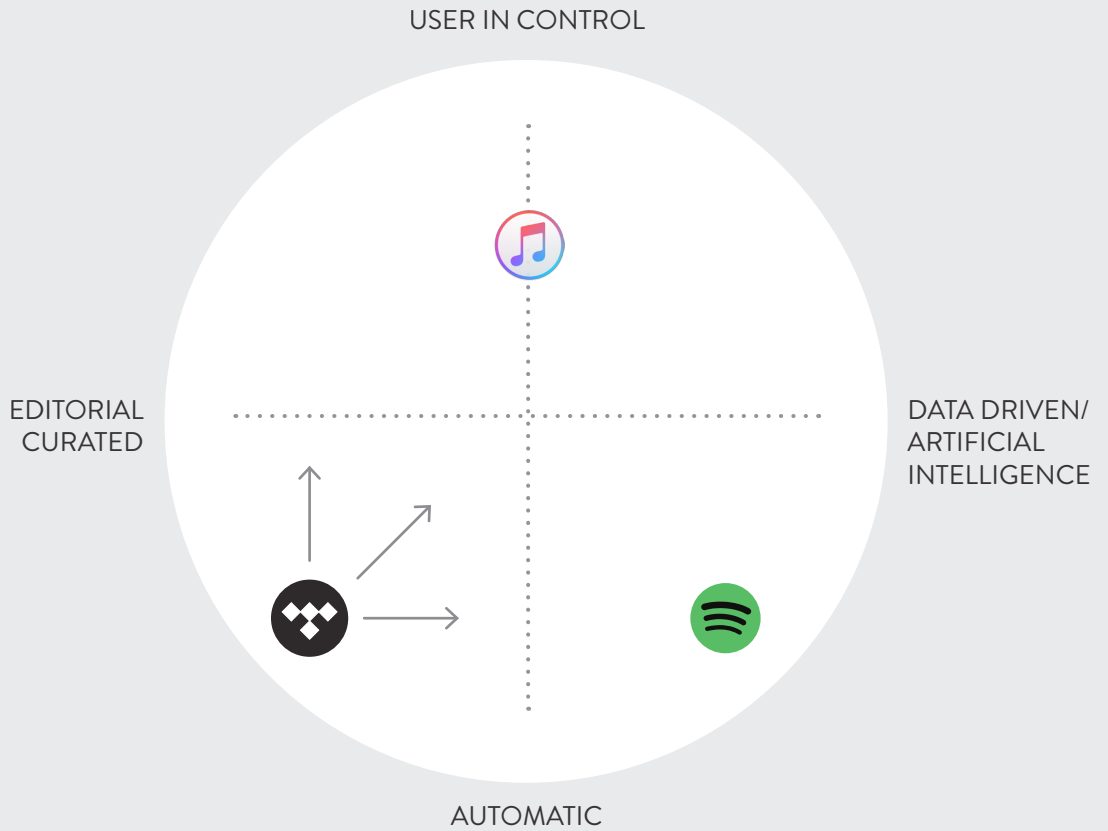 USER IN CONTROL
EDITORIAL
CURATED
DATA DRIVEN/
ARTIFICIAL
INTELLIGENCE
AUTOMATIC